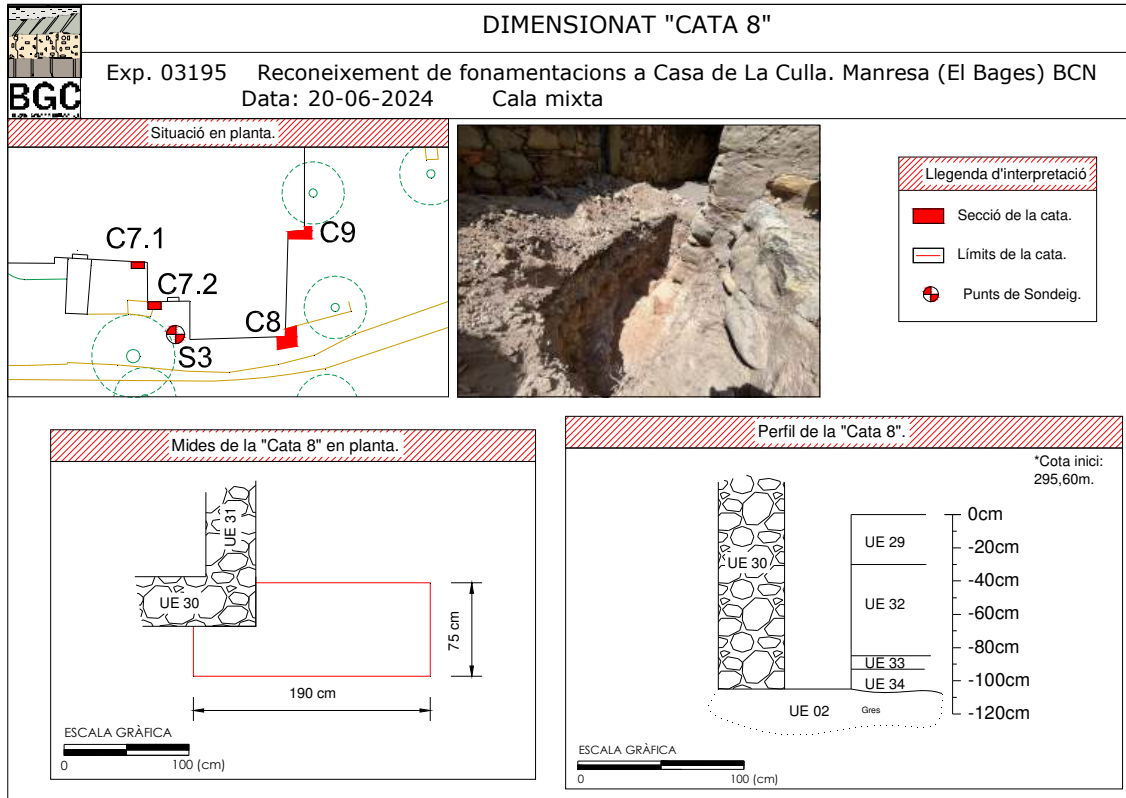 DIMENSIONAT "CATA 8"
BGC
Exp. 03195 Reconeixement de fonamentacions a Casa de La Culla. Manresa (El Bages) BCN
Data: 20-06-2024 Cala mixta
Situació en planta.
C7.1
C9
C7.2
C8
S3
Llegenda d'interpretació
Secció de la cata.
Límits de la cata.
Punts de Sondeig.
Mides de la "Cata 8" en planta.
UE 31
UE 30
75 cm
190 cm
ESCALA GRÀFICA
0 100 (cm)
Perfil de la "Cata 8".
*Cota inici:
295,60m.
0cm
UE 29
-20cm
UE 30
-40cm
UE 32
-60cm
-80cm
UE 33
UE 34
-100cm
UE 02 Gres
-120cm
ESCALA GRÀFICA
0 100 (cm)